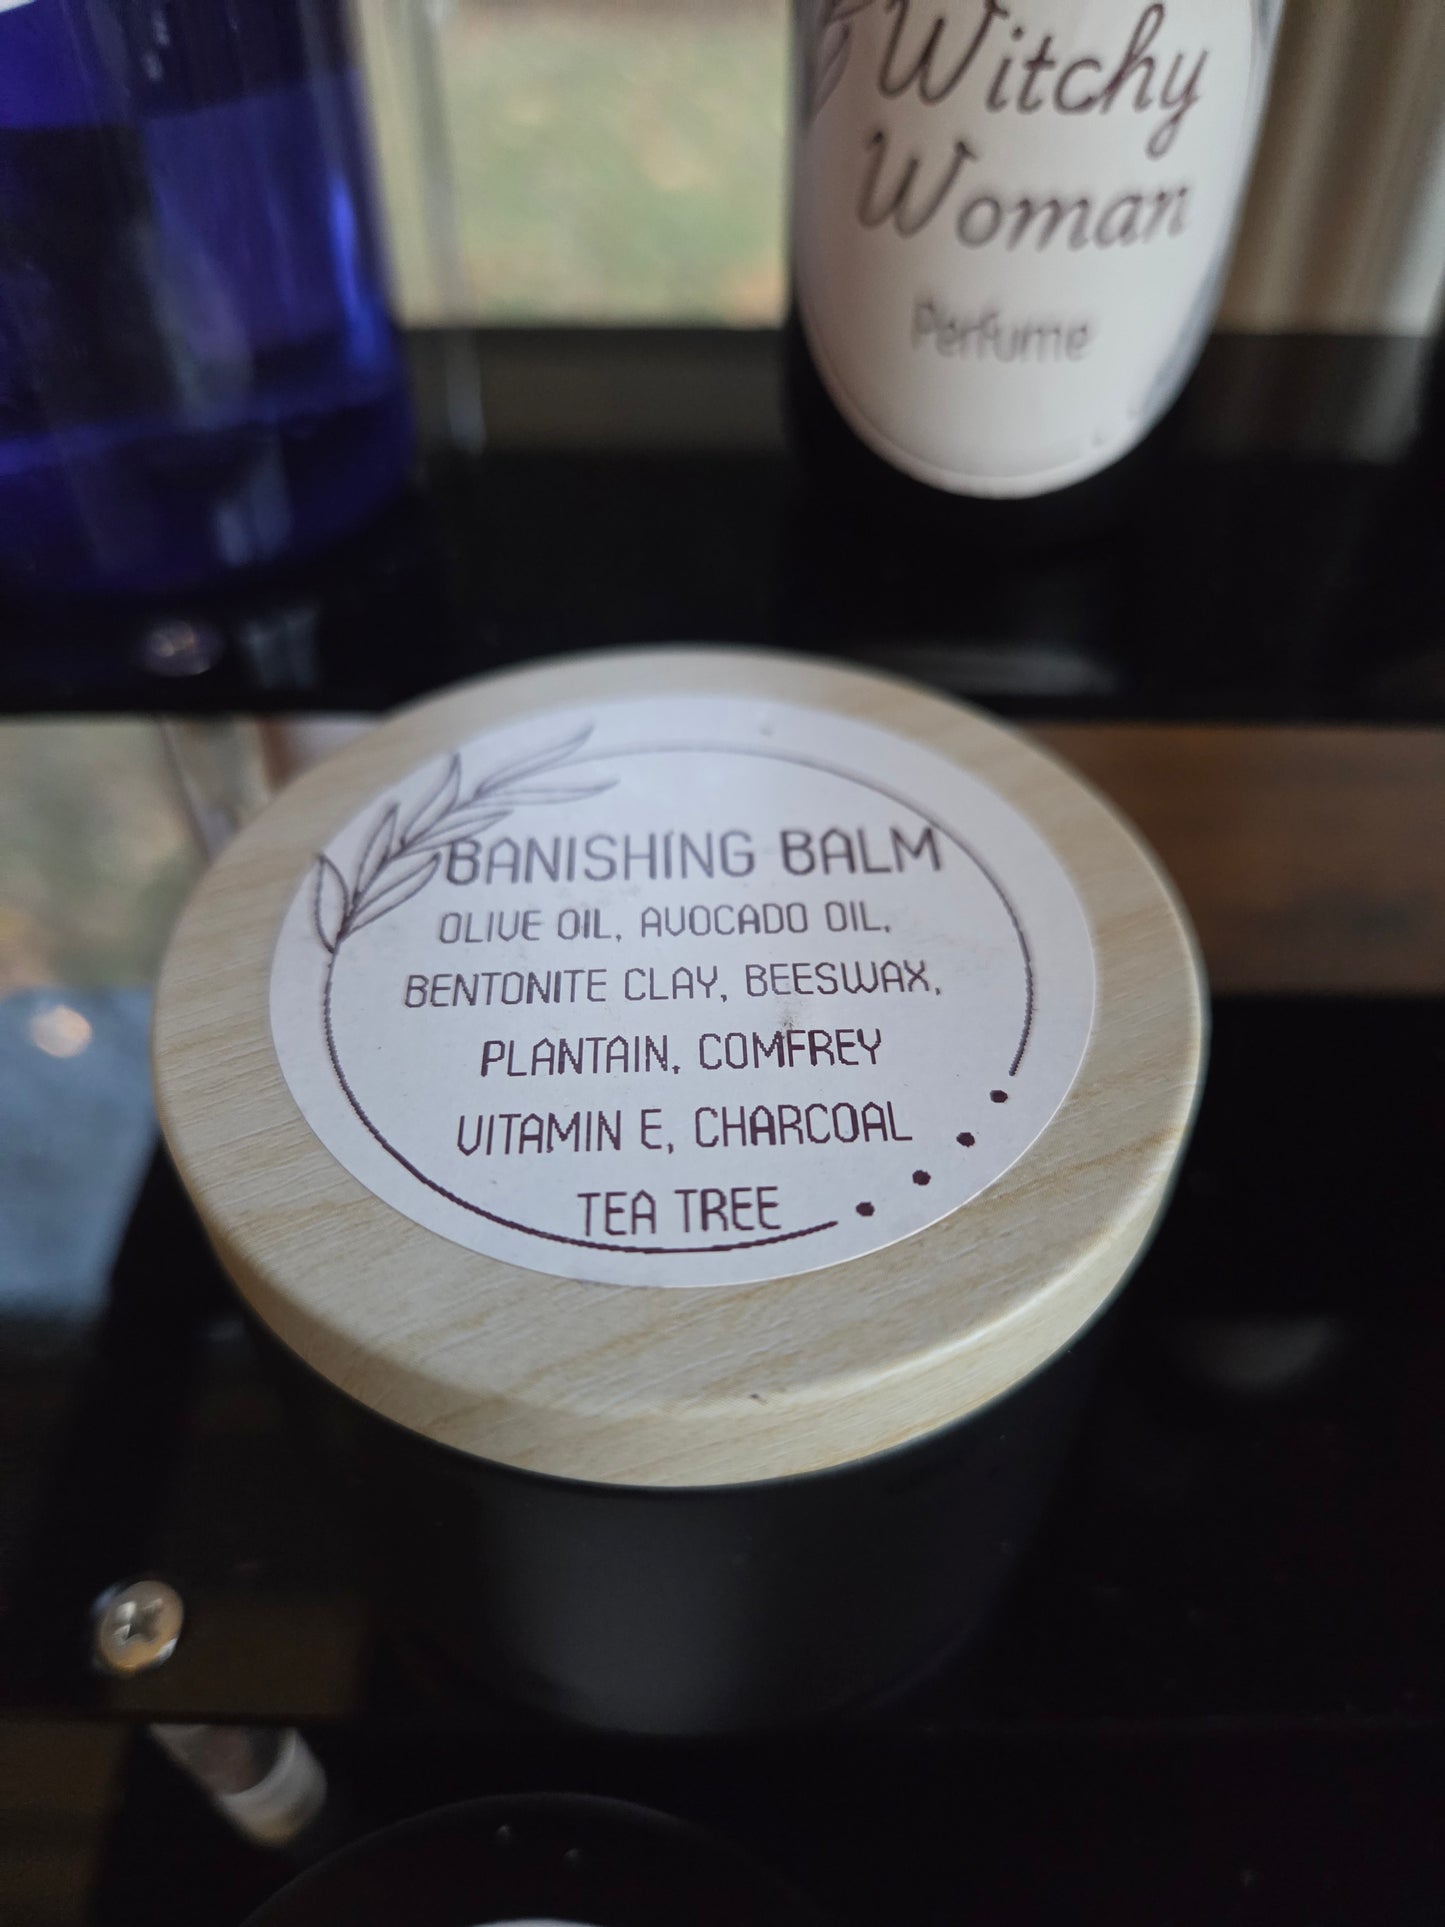 Witchy
Woman
Perfume
BANISHING BALM
OLIVE OIL, AVOCADO OIL,
BENTONITE CLAY, BEESWAX,
PLANTAIN, COMFREY
VITAMIN E, CHARCOAL
TEA TREE